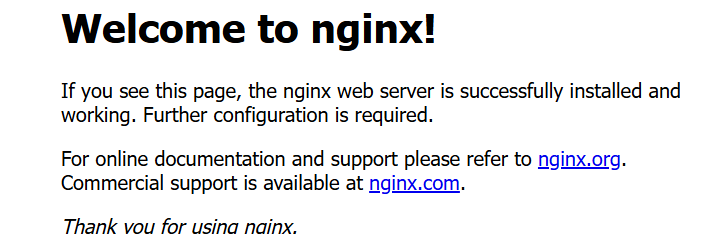 Welcome to nginx!
If you see this page, the nginx web server is successfully installed and
working. Further configuration is required.
For online documentation and support please refer to nginx.org.
Commercial support is available at nginx.com.
Thank you for using nginx.